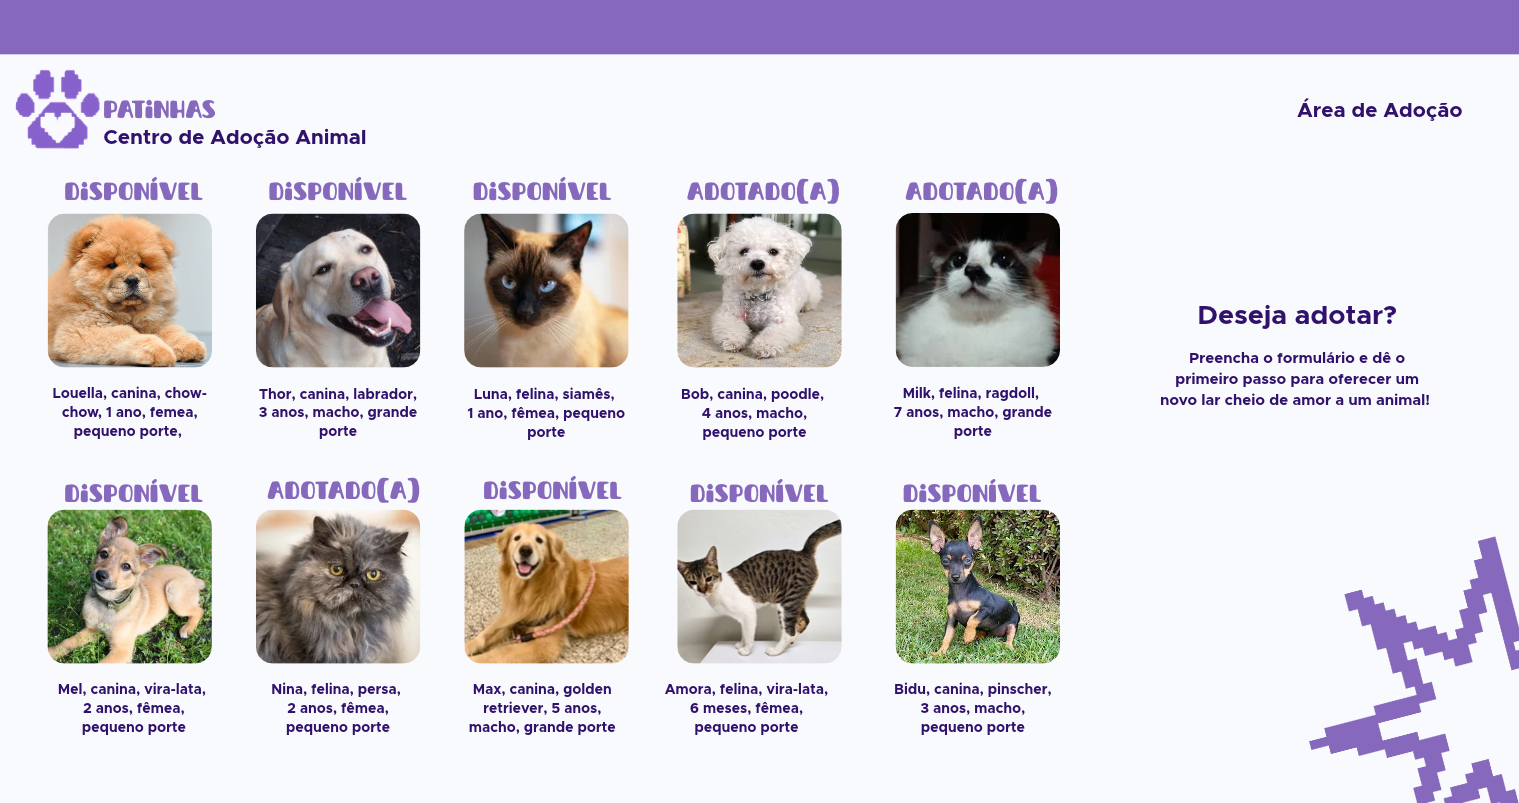 PATiNHAS
Centro de Adoção Animal
Área de Adoção
DiSPONÍVEL
DiSPONÍVEL
DiSPONÍVEL
ADOTADO(A)
ADOTADO(A)
Louella, canina, chow-
chow, 1 ano, femea,
pequeno porte,
Thor, canina, labrador,
3 anos, macho, grande
porte
Luna, felina, siamês,
1 ano, fêmea, pequeno
porte
Bob, canina, poodle,
4 anos, macho,
pequeno porte
Milk, felina, ragdoll,
7 anos, macho, grande
porte
Deseja adotar?
Preencha o formulário e dê o
primeiro passo para oferecer um
novo lar cheio de amor a um animal!
DiSPONÍVEL
ADOTADO(A)
DiSPONÍVEL
DiSPONÍVEL
DiSPONÍVEL
Mel, canina, vira-lata,
2 anos, fêmea,
pequeno porte
Nina, felina, persa,
2 anos, fêmea,
pequeno porte
Max, canina, golden
retriever, 5 anos,
macho, grande porte
Amora, felina, vira-lata,
6 meses, fêmea,
pequeno porte
Bidu, canina, pinscher,
3 anos, macho,
pequeno porte